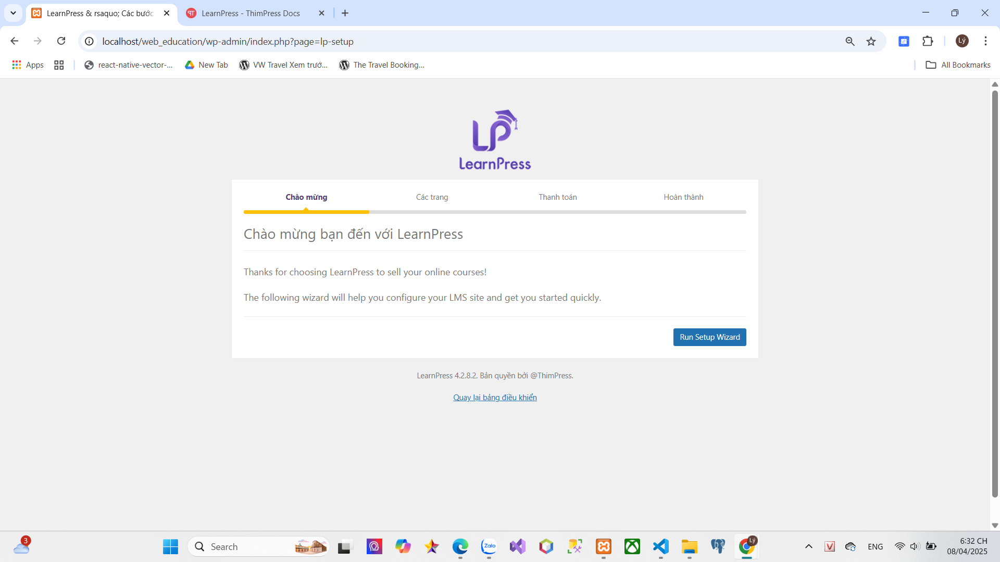 LearnPress & rsaquo; Các bước
LearnPress - ThimPress Docs
localhost/web_education/wp-admin/index.php?page=lp-setup
Lý
Apps
react-native-vector-...
New Tab
VW Travel Xem trướ...
The Travel Booking...
All Bookmarks
LearnPress
Chào mừng
Các trang
Thanh toán
Hoàn thành
Chào mừng bạn đến với LearnPress
Thanks for choosing LearnPress to sell your online courses!
The following wizard will help you configure your LMS site and get you started quickly.
Run Setup Wizard
LearnPress 4.2.8.2. Bản quyền bởi @ThimPress.
Quay lại bảng điều khiển
3
Search
Zalo
Lý
ENG
6:32 CH
08/04/2025